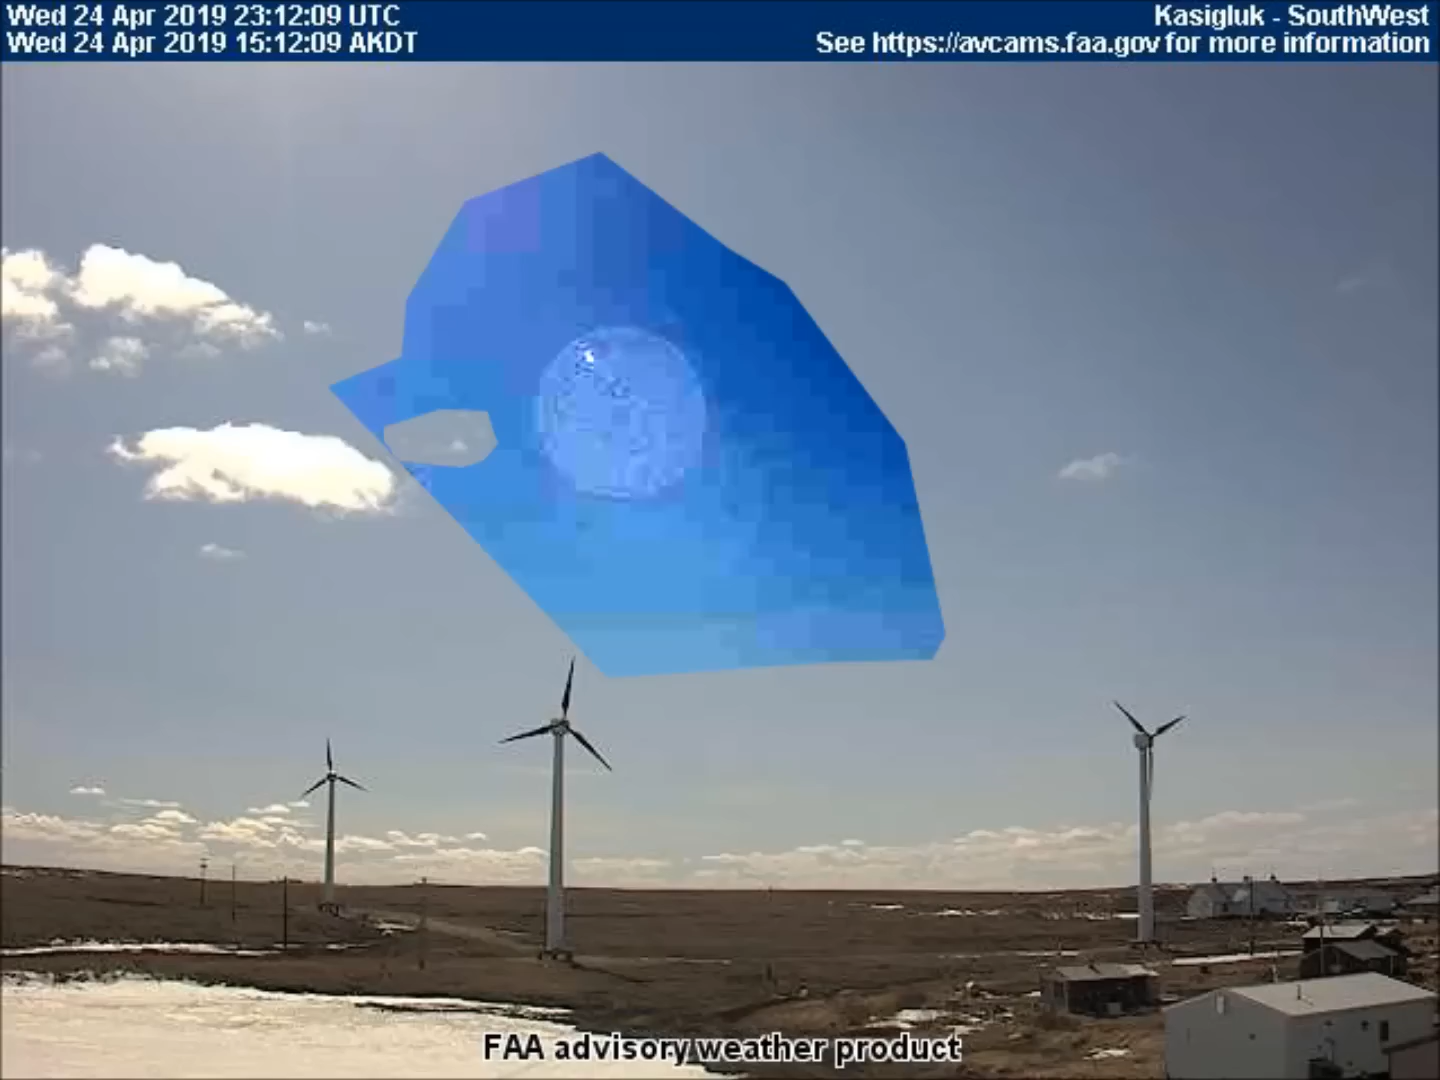 Wed 24 Apr 2019 23:12:09 UTC
Kasigluk - SouthWest
Wed 24 Apr 2019 15:12:09 AKDT
See https://avcams.faa.gov for more information
FAA advisory weather product